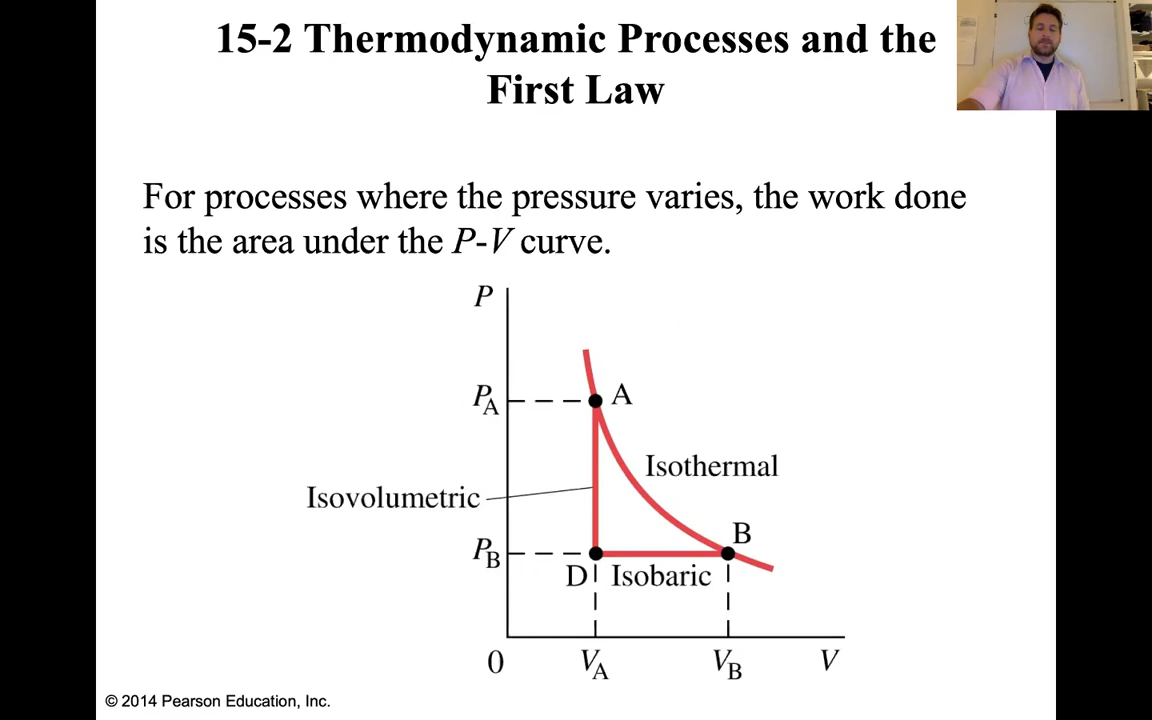 15-2 Thermodynamic Processes and the
First Law
For processes where the pressure varies, the work done
is the area under the P-V curve.
P
PA
A
Isothermal
Isovolumetric
B
PB
D
Isobaric
0
VA
VB
V
© 2014 Pearson Education, Inc.